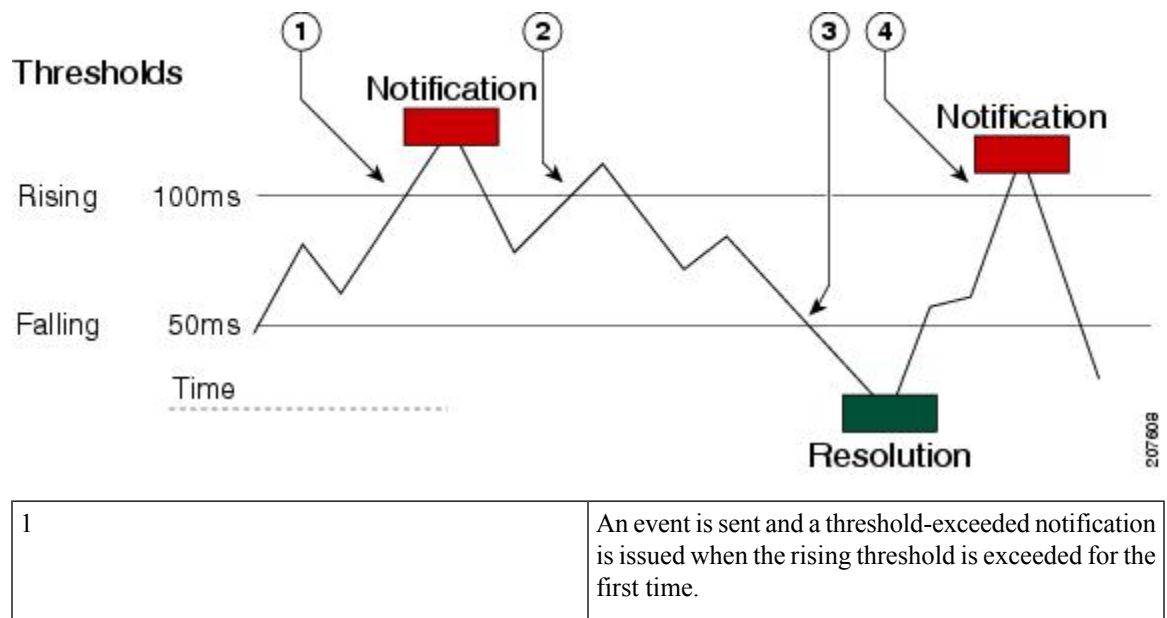 1 2 3 4
Thresholds
Notification
Notification
Rising 100ms
Falling 50ms
Time
Resolution
207608
1
An event is sent and a threshold-exceeded notification
is issued when the rising threshold is exceeded for the
first time.